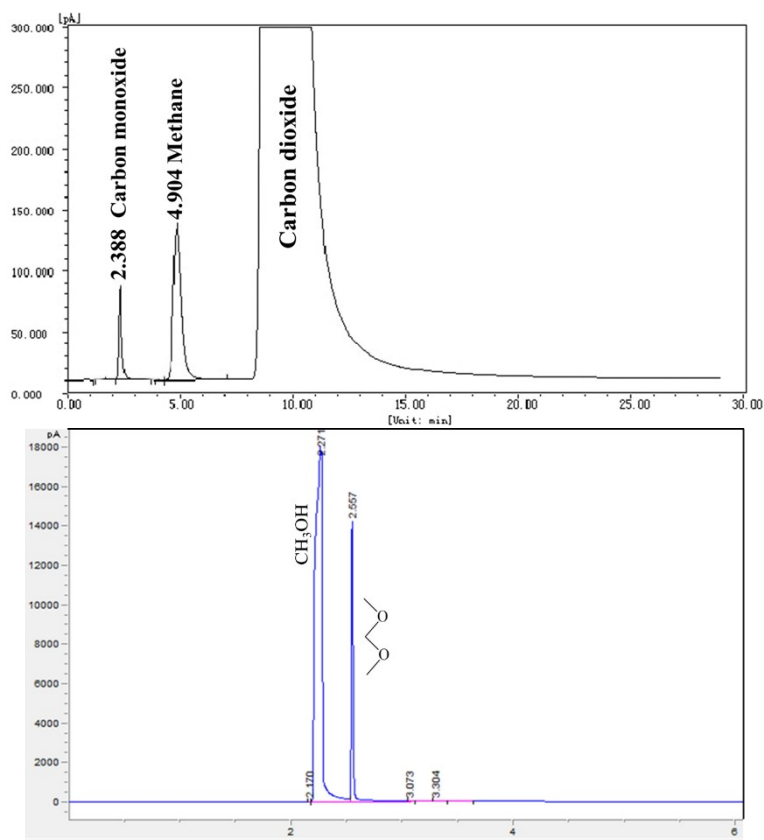 [pA]
300.000
250.000
200.000
150.000
100.000
50.000
0.000
2.388 Carbon monoxide
4.904 Methane
Carbon dioxide
0.00 5.00 10.00 15.00 20.00 25.00 30.00
[Unit: min]
pA
18000
16000
14000
12000
10000
8000
6000
4000
2000
0
2.170
CH₃OH
2.271
2.557
O
O
3.073
3.304
2 4 6